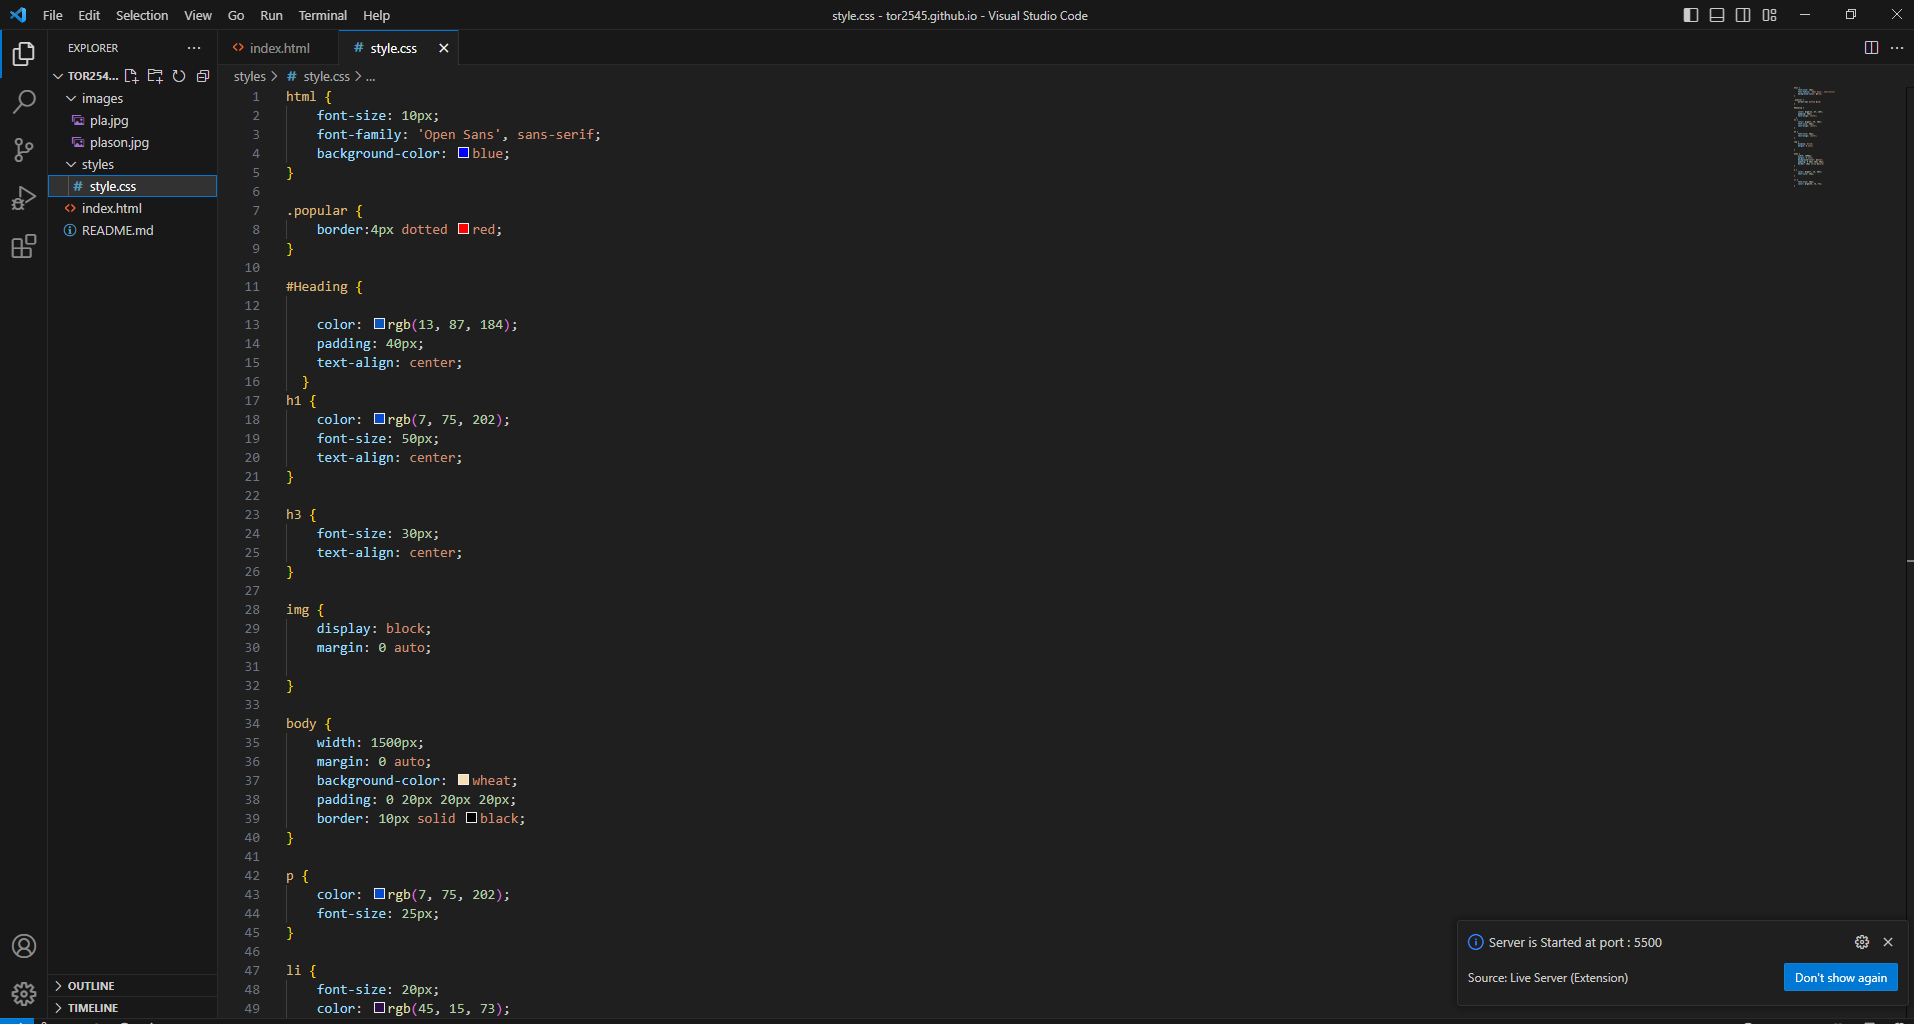 File Edit Selection View Go Run Terminal Help
style.css - tor2545.github.io - Visual Studio Code
EXPLORER
TOR254...
images
pla.jpg
plason.jpg
styles
style.css
index.html
README.md
OUTLINE
TIMELINE
index.html
# style.css
styles > # style.css > ...
1 html {
2 font-size: 10px;
3 font-family: 'Open Sans', sans-serif;
4 background-color: blue;
5 }
6
7 .popular {
8 border:4px dotted red;
9 }
10
11 #Heading {
12
13 color: rgb(13, 87, 184);
14 padding: 40px;
15 text-align: center;
16 }
17 h1 {
18 color: rgb(7, 75, 202);
19 font-size: 50px;
20 text-align: center;
21 }
22
23 h3 {
24 font-size: 30px;
25 text-align: center;
26 }
27
28 img {
29 display: block;
30 margin: 0 auto;
31
32 }
33
34 body {
35 width: 1500px;
36 margin: 0 auto;
37 background-color: wheat;
38 padding: 0 20px 20px 20px;
39 border: 10px solid black;
40 }
41
42 p {
43 color: rgb(7, 75, 202);
44 font-size: 25px;
45 }
46
47 li {
48 font-size: 20px;
49 color: rgb(45, 15, 73);
Server is Started at port : 5500
Source: Live Server (Extension)
Don't show again